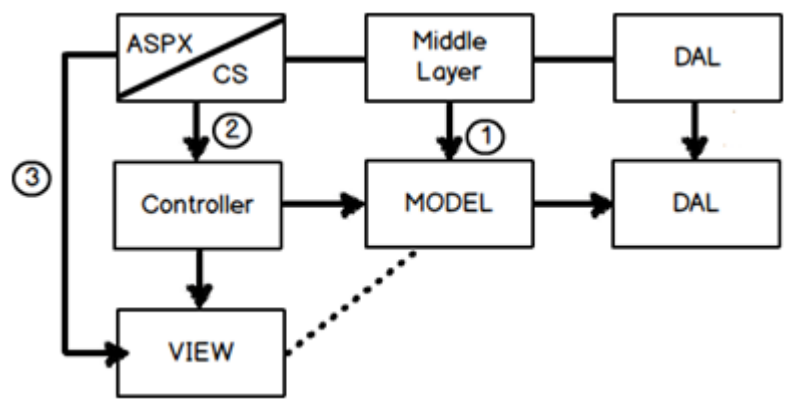 ASPX
CS
Middle
Layer
DAL
2
1
3
Controller
MODEL
DAL
VIEW